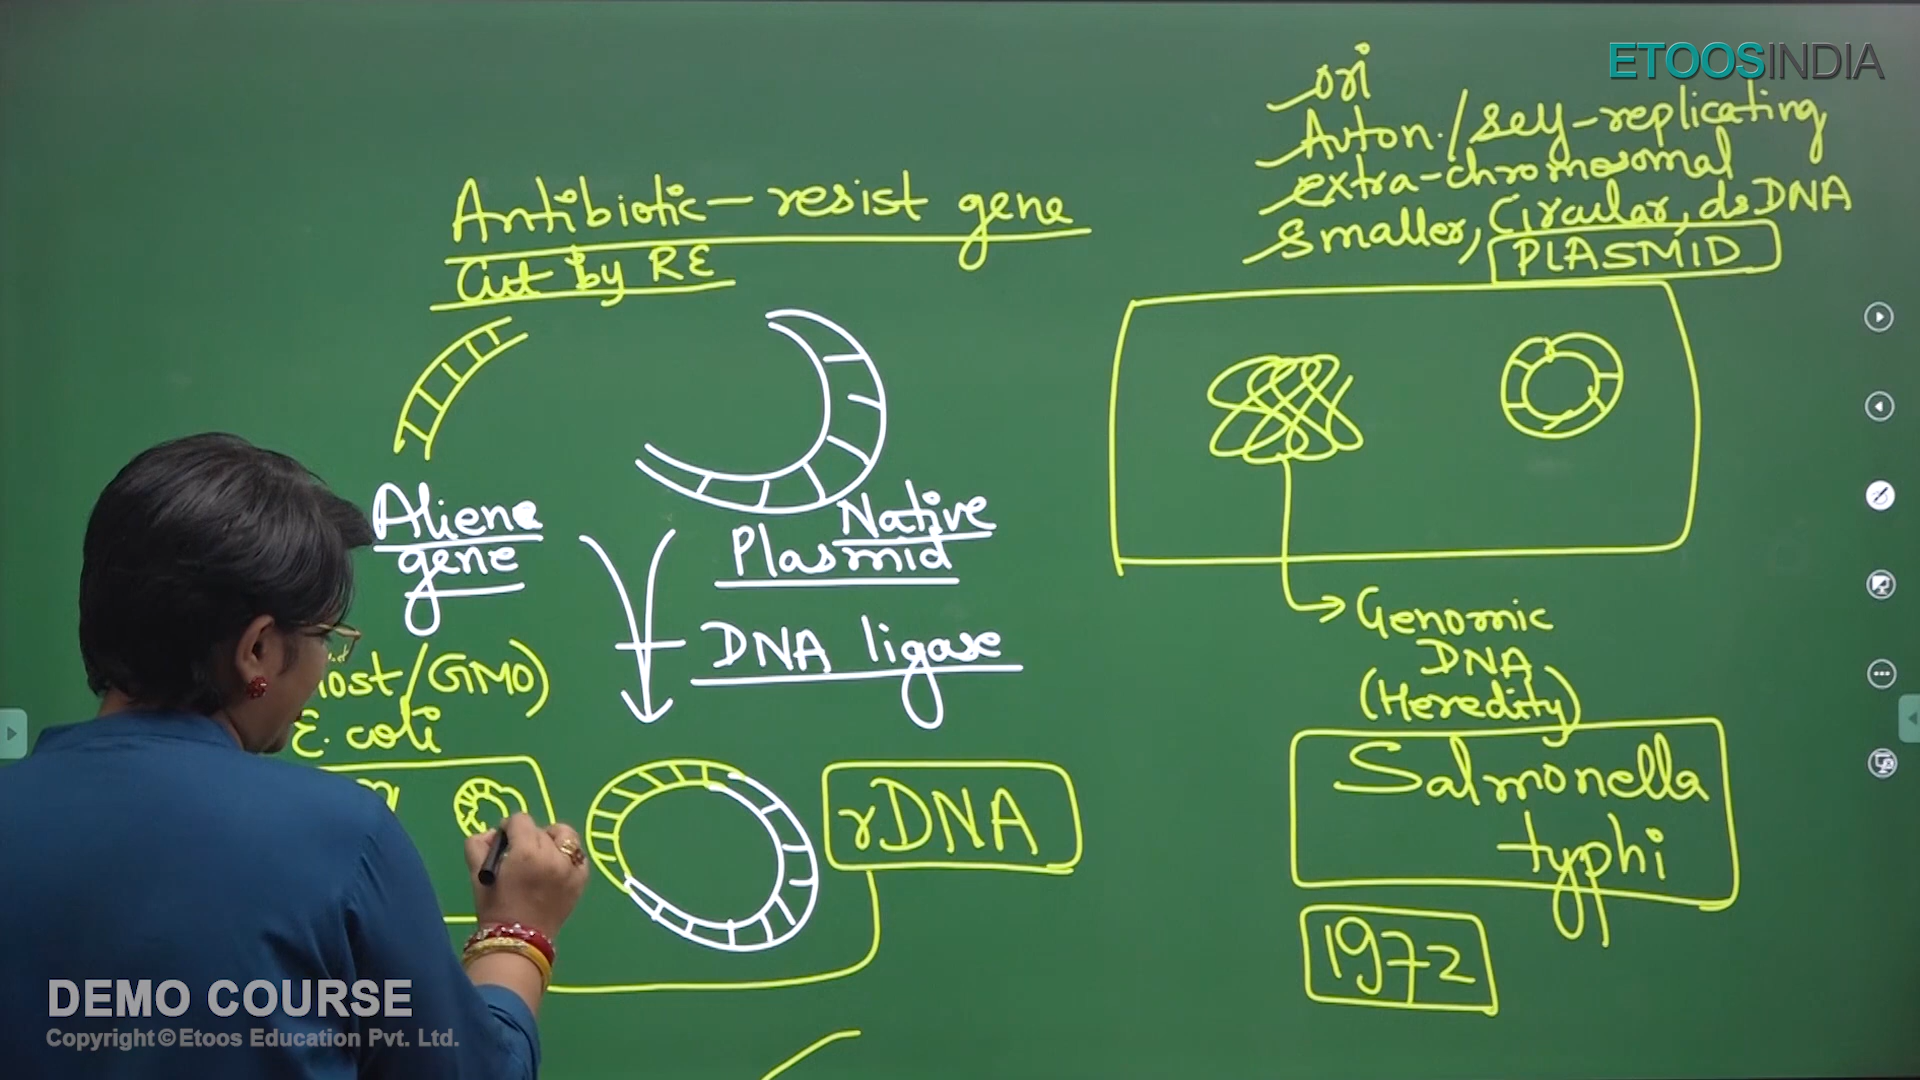 ETOOSINDIA
ori
Auton./self-replicating
extra-chromosomal
smaller, Circular, dsDNA
PLASMID
Antibiotic-resist gene
Cut by RE
Aliene
gene
Native
Plasmid
DNA ligase
Host/GMO)
E. coli
rDNA
Genomic
DNA
(Heredity)
Salmonella
typhi
1972
DEMO COURSE
Copyright © Etoos Education Pvt. Ltd.